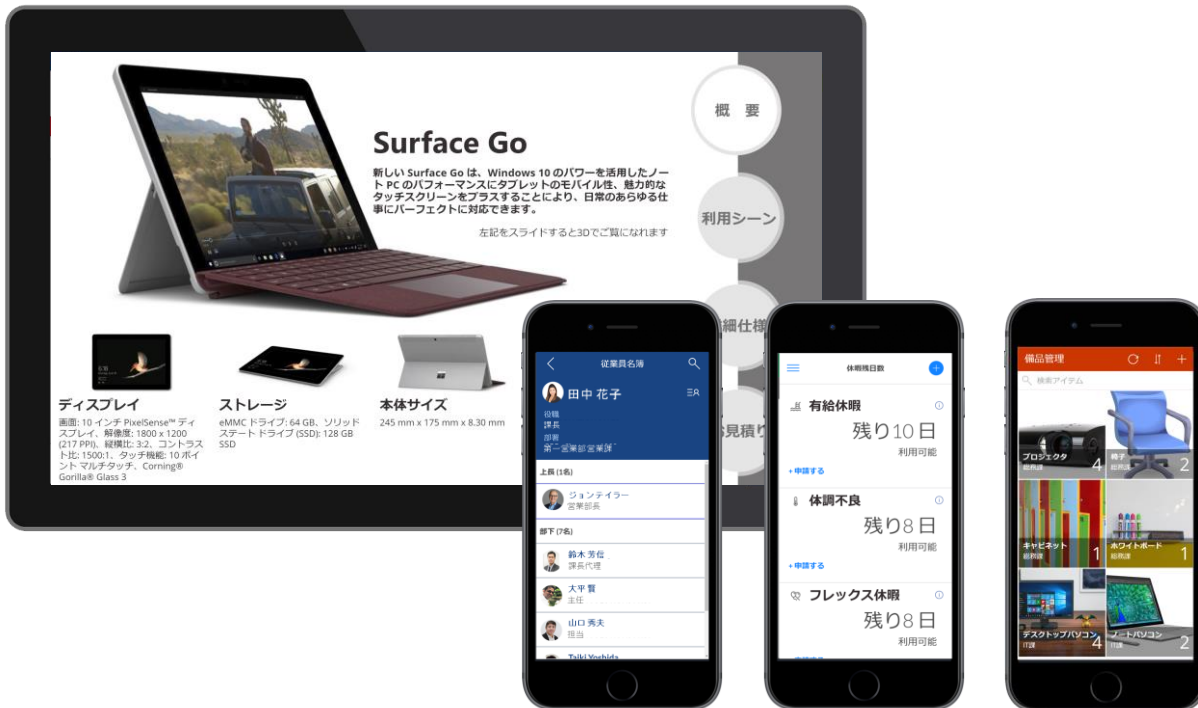 Surface Go
新しい Surface Go は、Windows 10 のパワーを活用したノー
ト PC のパフォーマンスにタブレットのモバイル性、魅力的な
タッチスクリーンをプラスすることにより、日常のあらゆる仕
事にパーフェクトに対応できます。
左記をスライドすると3Dでご覧になれます
概 要
利用シーン
細仕様
見積り
ディスプレイ
画面: 10 インチ PixelSense™ ディ
スプレイ、解像度: 1800 x 1200
(217 PPI)、縦横比: 3:2、コントラス
ト比: 1500:1、タッチ機能: 10 ポイ
ント マルチタッチ、Corning®
Gorilla® Glass 3
ストレージ
eMMC ドライブ: 64 GB、ソリッド
ステート ドライブ (SSD): 128 GB
SSD
本体サイズ
245 mm x 175 mm x 8.30 mm
従業員名簿
田中 花子
役職
課長
部署
第一営業部営業課
上長 (1名)
ジョンテイラー
営業部長
部下 (7名)
鈴木 芳信
課長代理
大平 賢
主任
山口 秀夫
担当
Taiki Yoshida
休暇残日数
有給休暇
残り10 日
利用可能
+申請する
体調不良
残り8 日
利用可能
+申請する
フレックス休暇
残り8 日
利用可能
+申請する
備品管理
検索アイテム
プロジェクタ
総務課
4
椅子
総務課
2
キャビネット
総務課
1
ホワイトボード
総務課
1
デスクトップパソコン
IT課
4
ノートパソコン
IT課
2